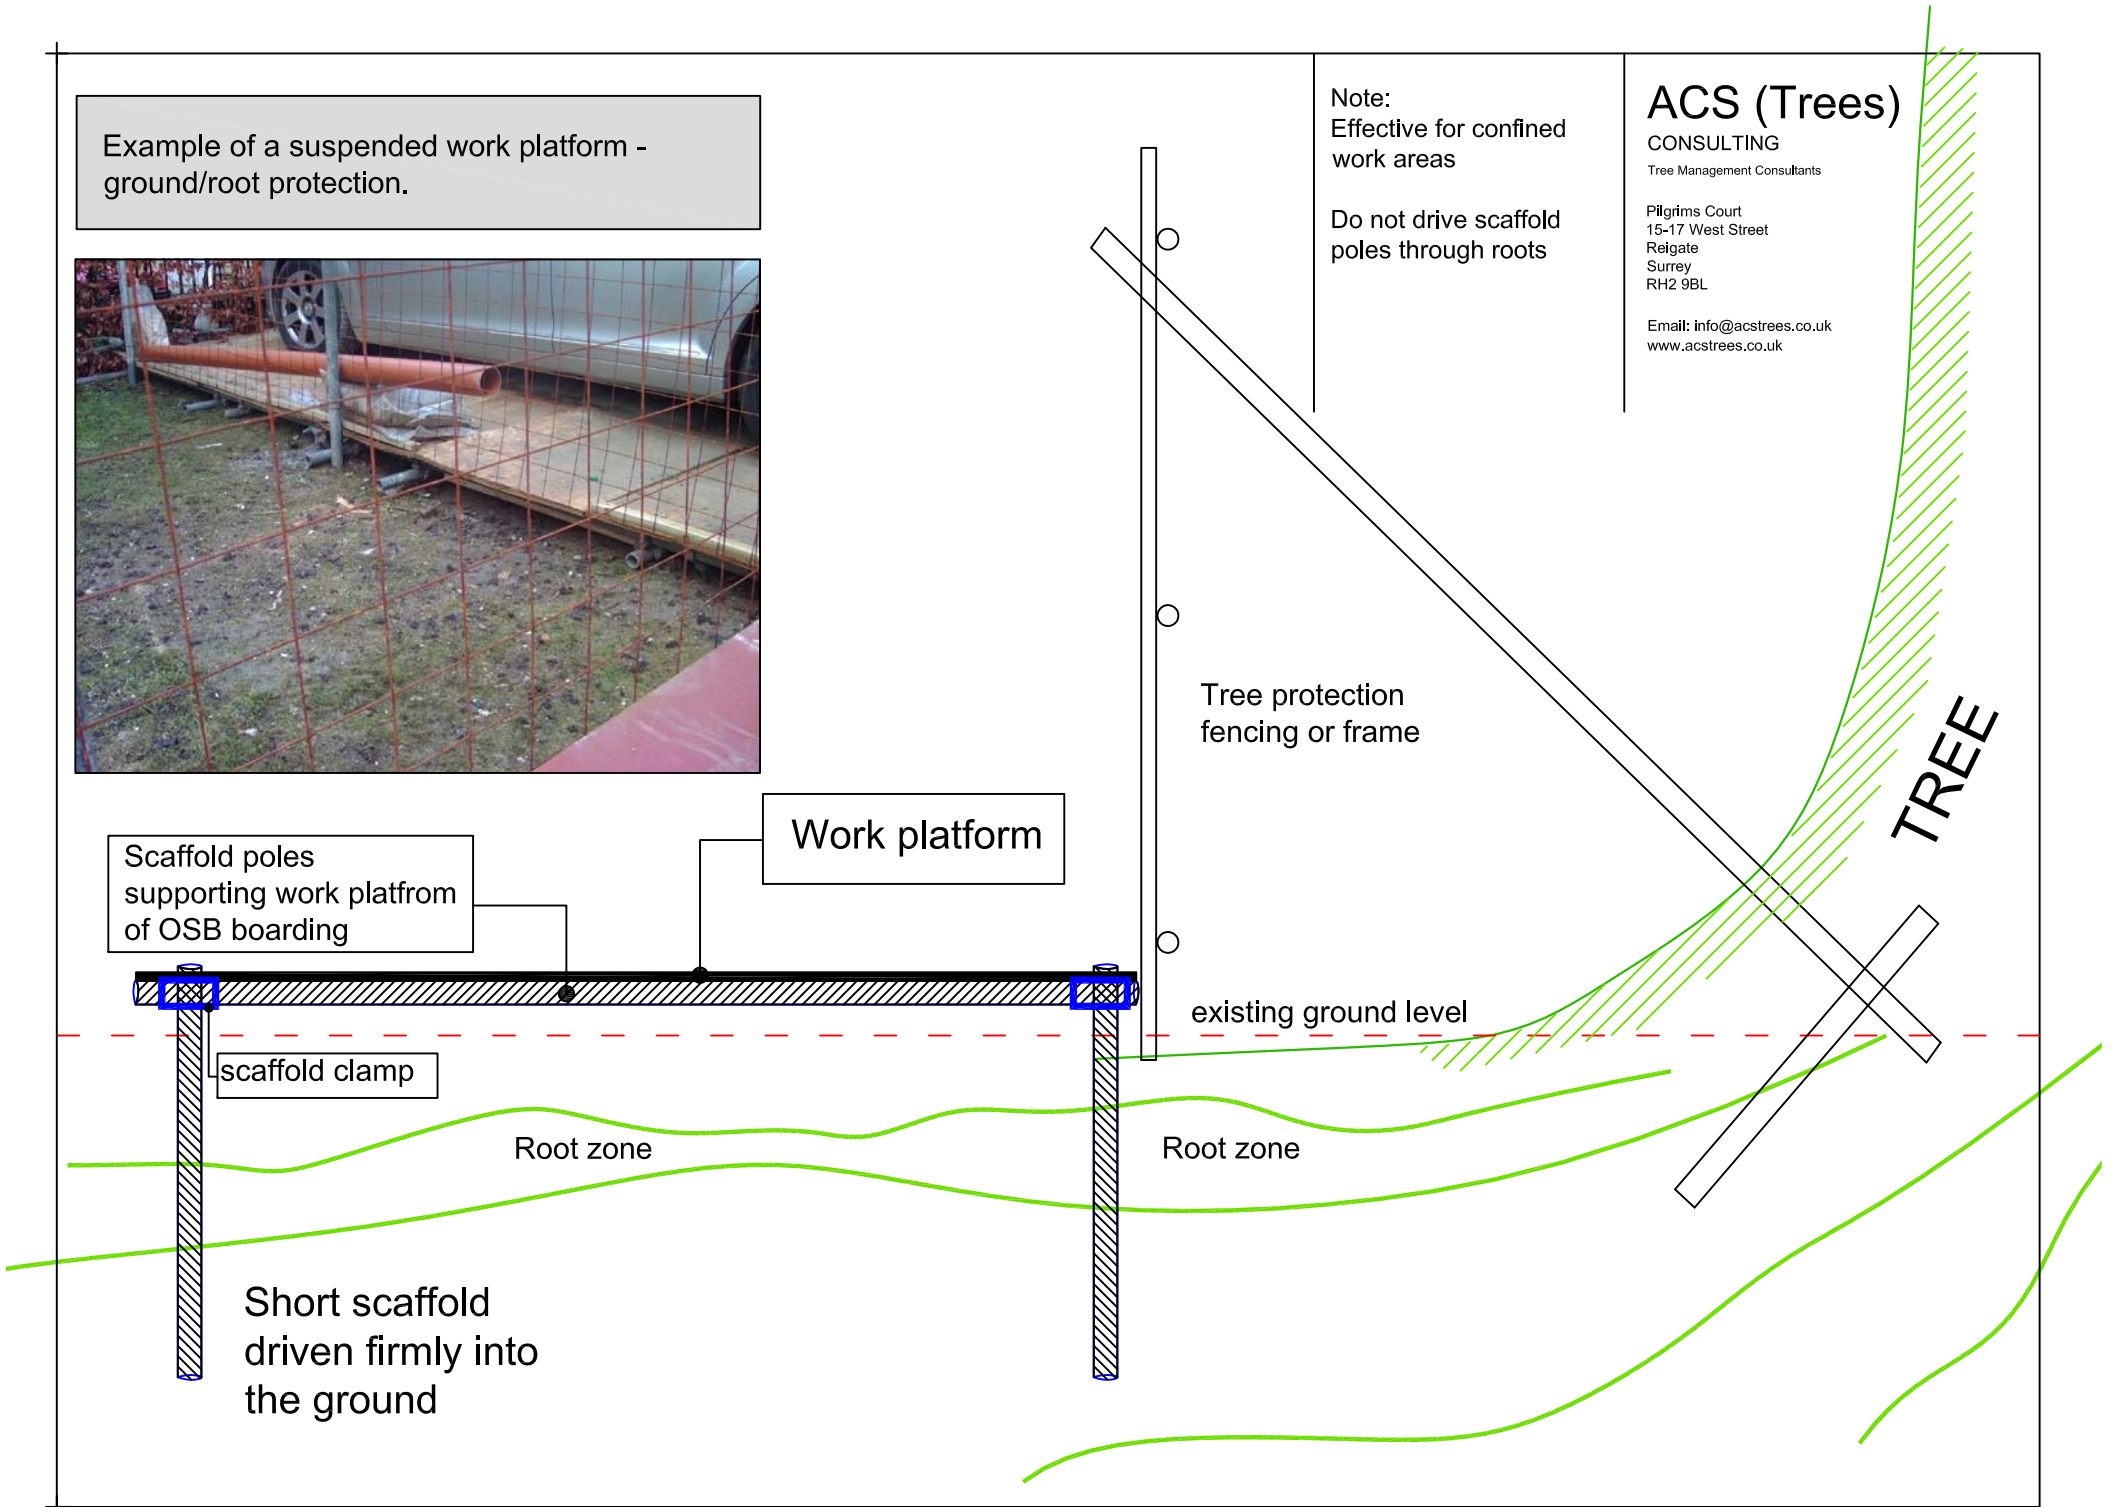 Example of a suspended work platform -
ground/root protection.
Note:
Effective for confined
work areas
Do not drive scaffold
poles through roots
ACS (Trees)
CONSULTING
Tree Management Consultants
Pilgrims Court
15-17 West Street
Reigate
Surrey
RH2 9BL
Email: info@acstrees.co.uk
www.acstrees.co.uk
Tree protection
fencing or frame
TREE
Work platform
Scaffold poles
supporting work platfrom
of OSB boarding
existing ground level
scaffold clamp
Root zone
Root zone
Short scaffold
driven firmly into
the ground